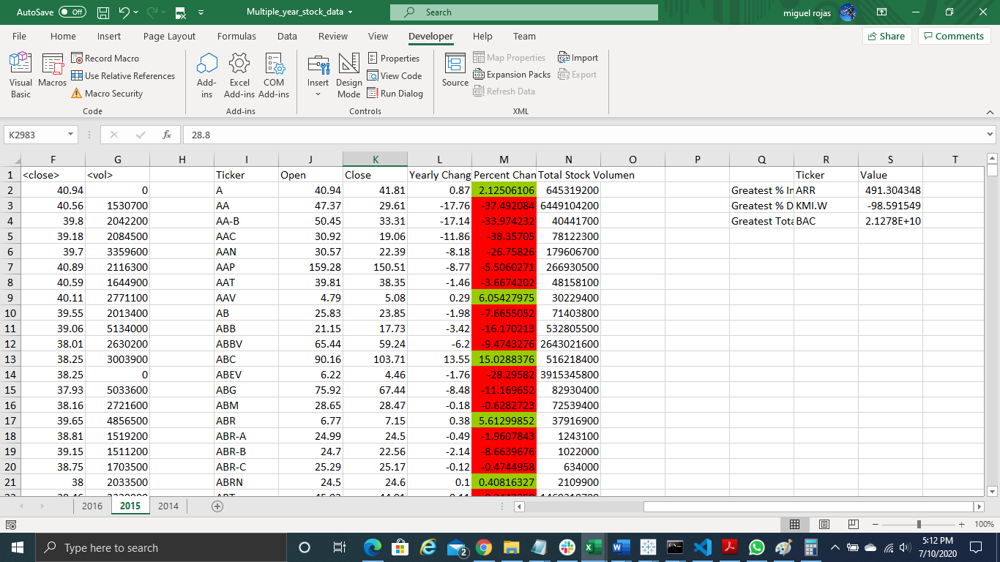 AutoSave Off Multiple_year_stock_data Search miguel rojas
File Home Insert Page Layout Formulas Data Review View Developer Help Team Share Comments
Visual Basic
Macros
Record Macro
Use Relative References
Macro Security
Code
Add-ins
Excel Add-ins
COM Add-ins
Add-ins
Insert
Design Mode
Properties
View Code
Run Dialog
Controls
Source
Map Properties
Expansion Packs
Refresh Data
Import
Export
XML
K2983 fx 28.8
F G H I J K L M N O P Q R S T
1 <close> <vol> Ticker Open Close Yearly Chang Percent Chan Total Stock Volumen Ticker Value
2 40.94 0 A 40.94 41.81 0.87 2.12506106 645319200 Greatest % In ARR 491.304348
3 40.56 1530700 AA 47.37 29.61 -17.76 -37.492084 6449104200 Greatest % D KMI.W -98.591549
4 39.8 2042200 AA-B 50.45 33.31 -17.14 -33.974232 40441700 Greatest Tota BAC 2.1278E+10
5 39.18 2084500 AAC 30.92 19.06 -11.86 -38.35705 78122300
6 39.7 3359600 AAN 30.57 22.39 -8.18 -26.75826 179606700
7 40.89 2116300 AAP 159.28 150.51 -8.77 -5.5060271 266930500
8 40.59 1644900 AAT 39.81 38.35 -1.46 -3.6674202 48158100
9 40.11 2771100 AAV 4.79 5.08 0.29 6.05427975 30229400
10 39.55 2013400 AB 25.83 23.85 -1.98 -7.6655052 71403800
11 39.06 5134000 ABB 21.15 17.73 -3.42 -16.170213 532805500
12 38.01 2630200 ABBV 65.44 59.24 -6.2 -9.4743276 2643021600
13 38.25 3003900 ABC 90.16 103.71 13.55 15.0288376 516218400
14 38.25 0 ABEV 6.22 4.46 -1.76 -28.29582 3915345800
15 37.93 5033600 ABG 75.92 67.44 -8.48 -11.169652 82930400
16 38.16 2721600 ABM 28.65 28.47 -0.18 -0.6282723 72539400
17 39.65 4856500 ABR 6.77 7.15 0.38 5.61299852 37916900
18 38.81 1519200 ABR-A 24.99 24.5 -0.49 -1.9607843 1243100
19 39.15 1511200 ABR-B 24.7 22.56 -2.14 -8.6639676 1022000
20 38.75 1703500 ABR-C 25.29 25.17 -0.12 -0.4744958 634000
21 38 2033500 ABRN 24.5 24.6 0.1 0.40816327 2109900
2016 2015 2014
100%
Type here to search
2
5:12 PM
7/10/2020